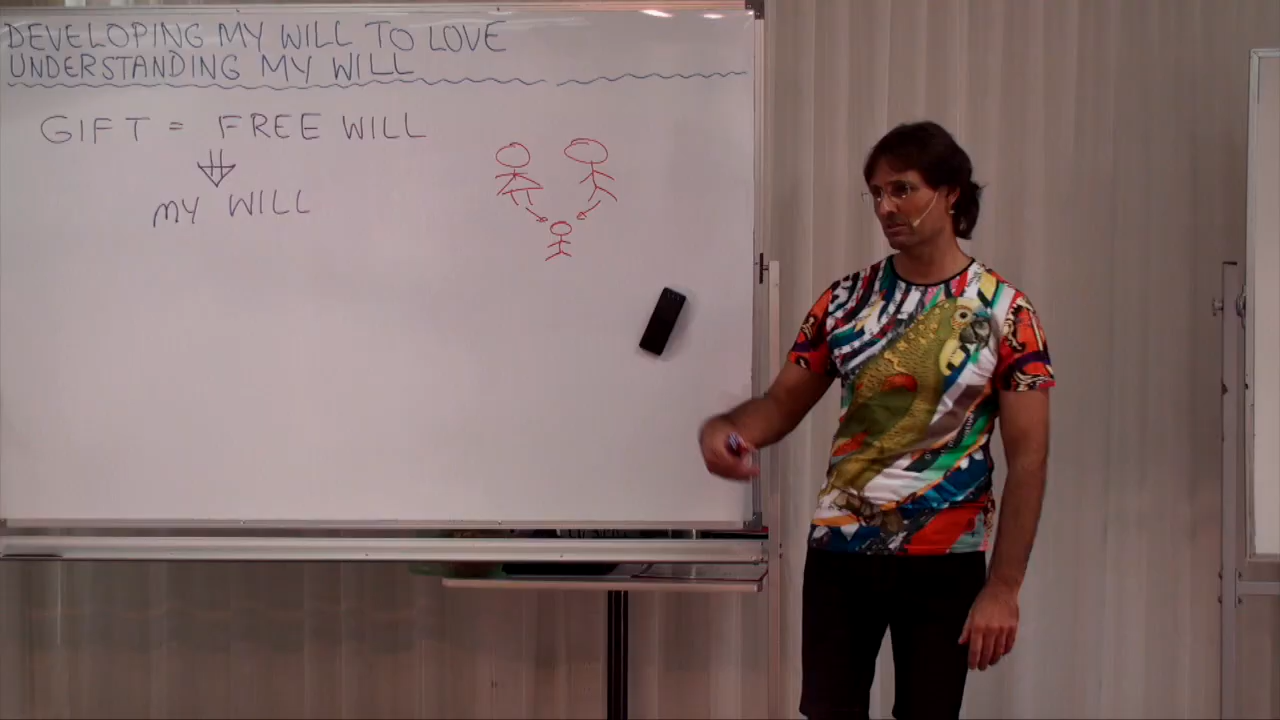 DEVELOPING MY WILL TO LOVE
UNDERSTANDING MY WILL
GIFT = FREE WILL
MY WILL